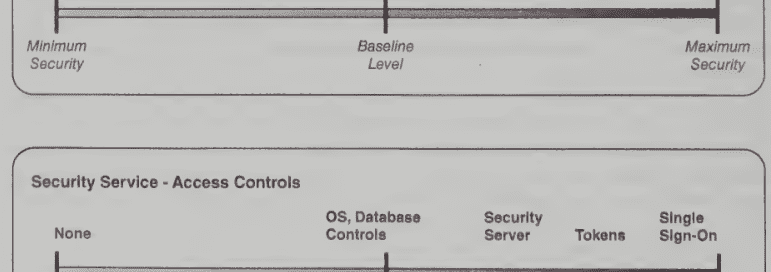 Minimum Security
Baseline Level
Maximum Security
Security Service - Access Controls
None
OS, Database Controls
Security Server
Tokens
Single Sign-On